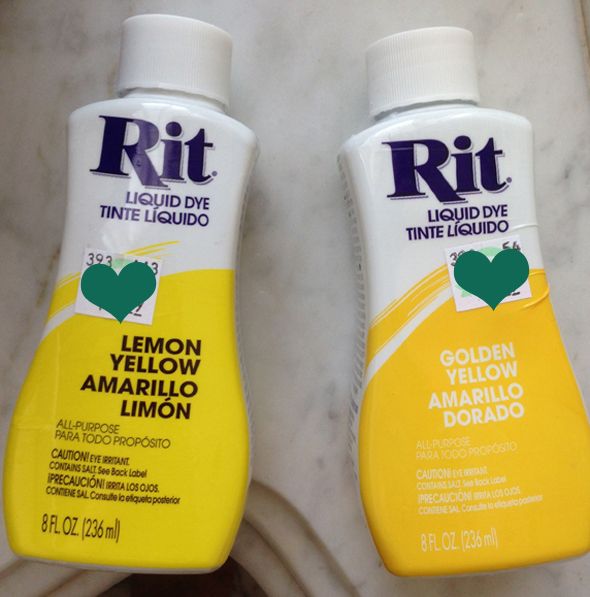 Rit
LIQUID DYE
TINTE LÍQUIDO
393
LEMON
YELLOW
AMARILLO
LIMÓN
ALL-PURPOSE
PARA TODO PROPÓSITO
CAUTION! EYE IRRITANT.
CONTAINS SALT. See Back Label
¡PRECAUCIÓN! IRRITA LOS OJOS.
CONTIENE SAL. Consulte la etiqueta posterior
8 FL. OZ. (236 ml)
Rit
LIQUID DYE
TINTE LÍQUIDO
54
GOLDEN
YELLOW
AMARILLO
DORADO
ALL-PURPOSE
PARA TODO PROPÓSITO
CAUTION! EYE IRRITANT.
CONTAINS SALT. See Back Label
¡PRECAUCIÓN! IRRITA LOS OJOS.
CONTIENE SAL. Consulte la etiqueta posterior
8 FL. OZ. (236 ml)